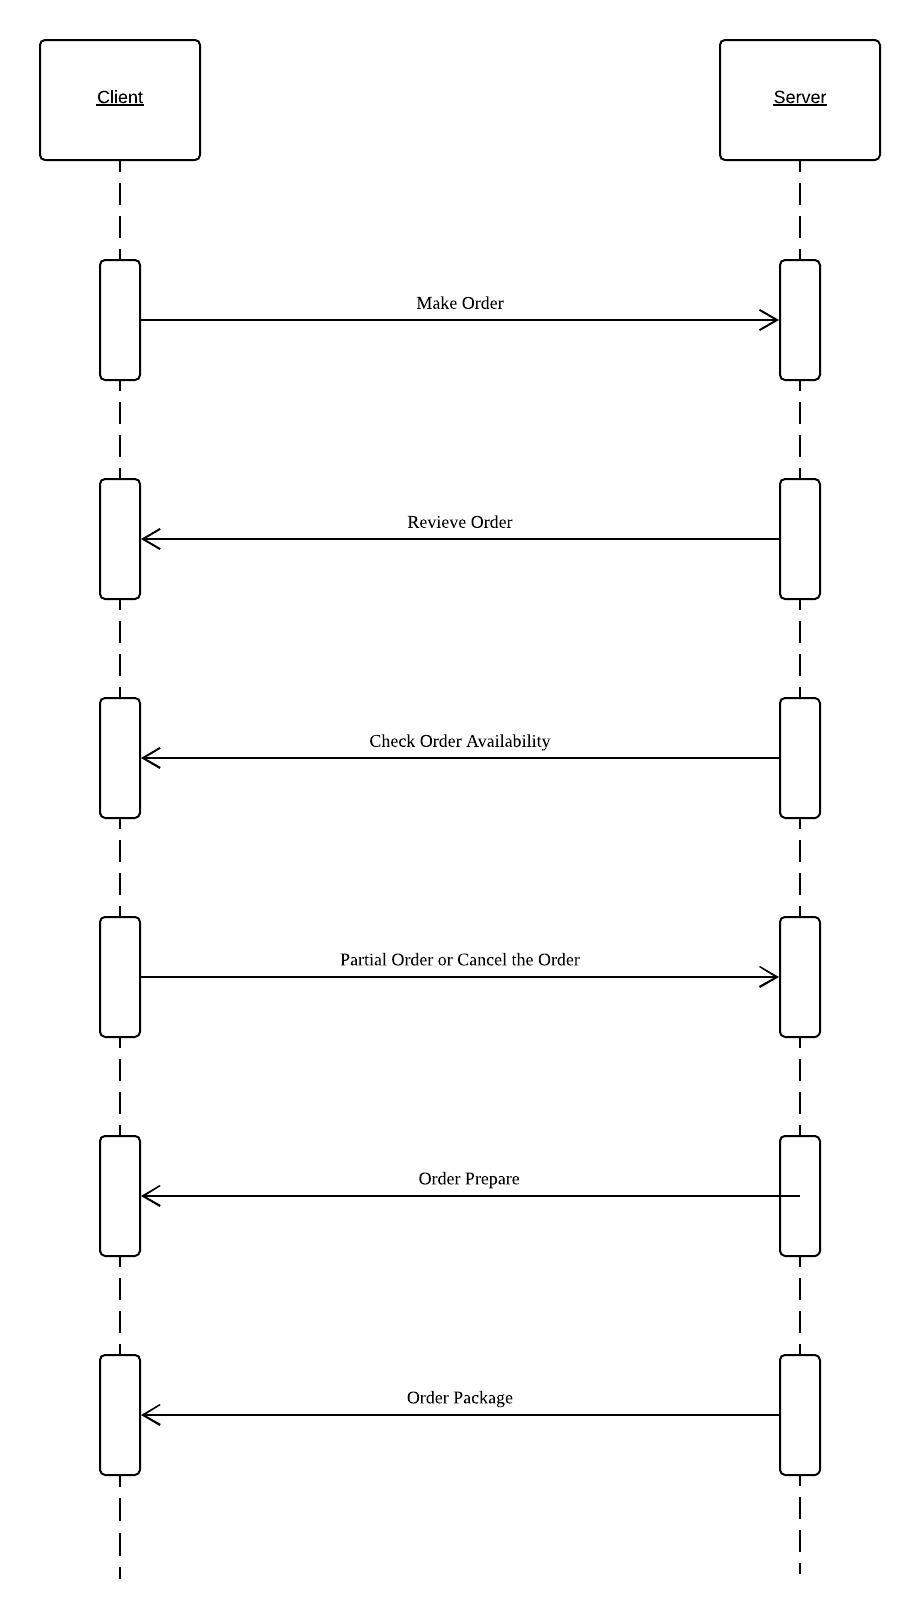 Client
Server
Make Order
Revieve Order
Check Order Availability
Partial Order or Cancel the Order
Order Prepare
Order Package